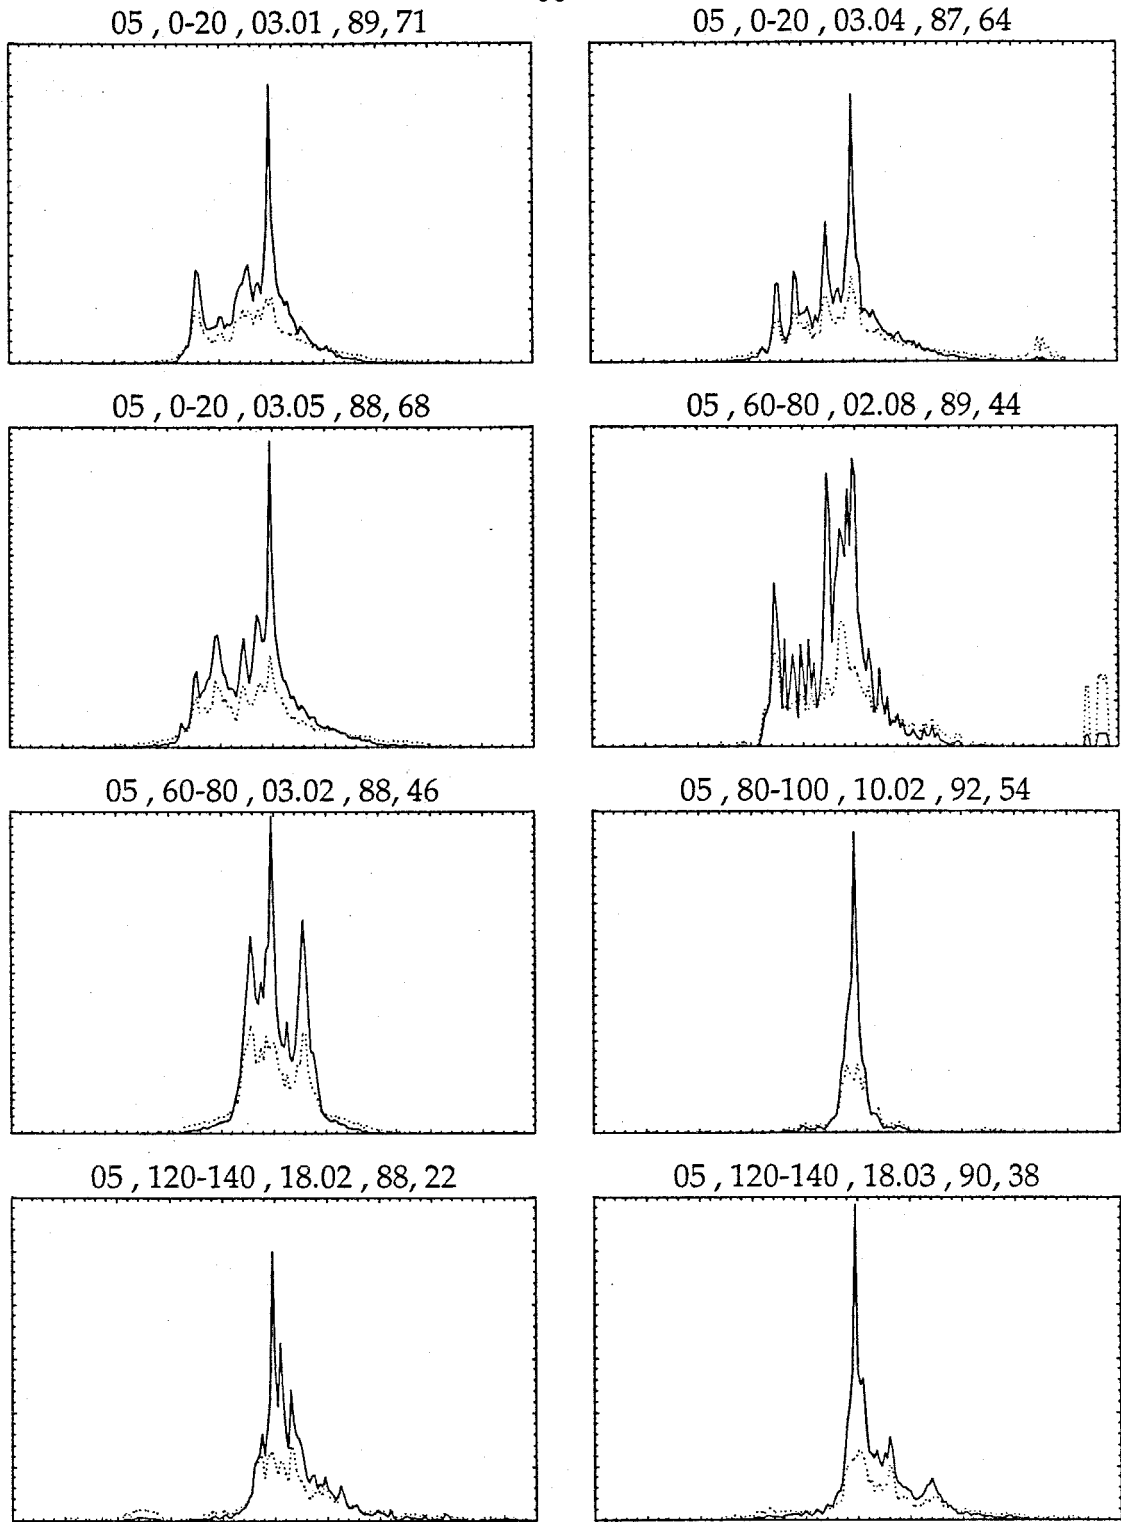 05 , 0-20 , 03.01 , 89, 71
05 , 0-20 , 03.04 , 87, 64
05 , 0-20 , 03.05 , 88, 68
05 , 60-80 , 02.08 , 89, 44
05 , 60-80 , 03.02 , 88, 46
05 , 80-100 , 10.02 , 92, 54
05 , 120-140 , 18.02 , 88, 22
05 , 120-140 , 18.03 , 90, 38